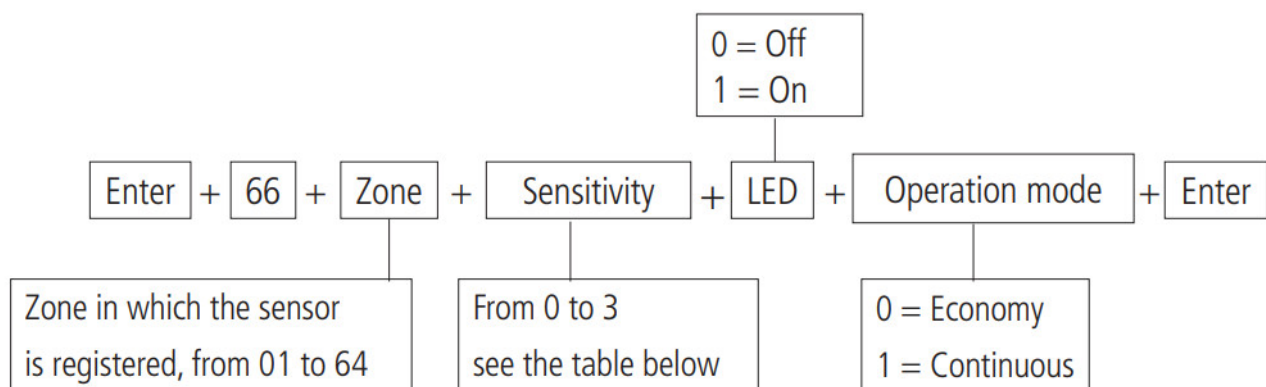 0 = Off
1 = On
Enter + 66 + Zone + Sensitivity + LED + Operation mode + Enter
Zone in which the sensor
is registered, from 01 to 64
From 0 to 3
see the table below
0 = Economy
1 = Continuous